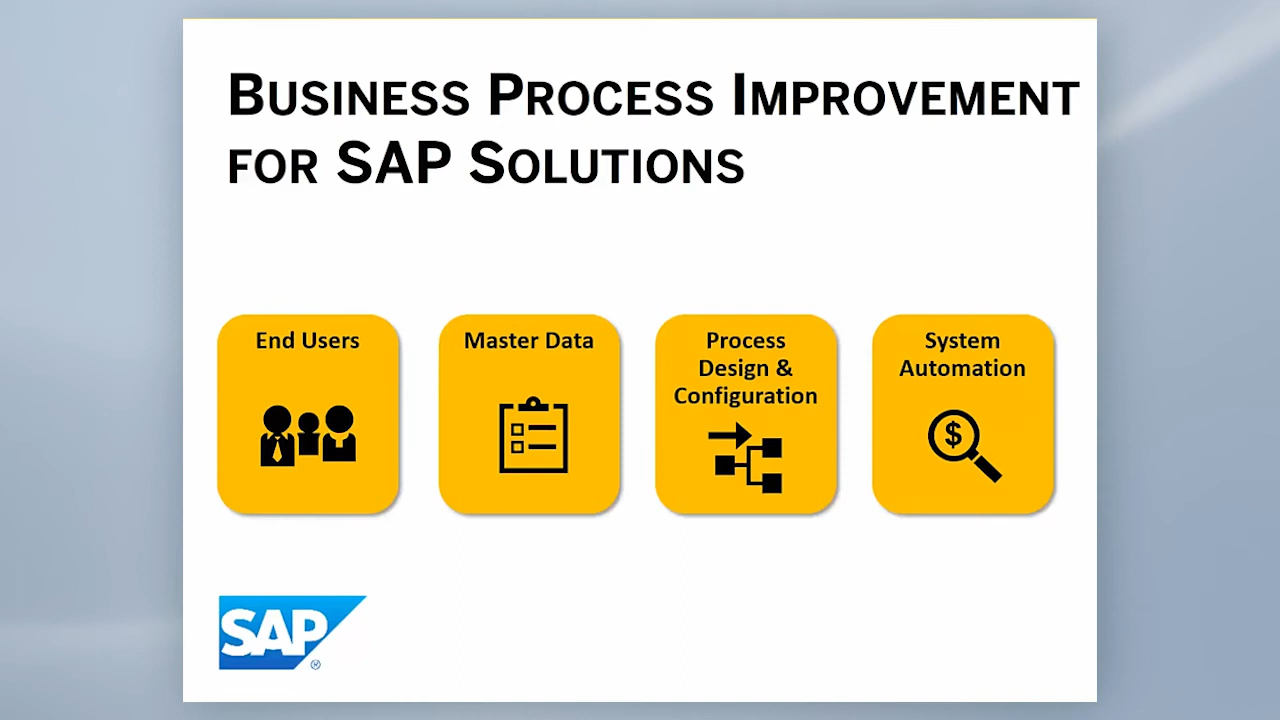 BUSINESS PROCESS IMPROVEMENT
FOR SAP SOLUTIONS
End Users
Master Data
Process
Design &
Configuration
System
Automation
$
SAP
®